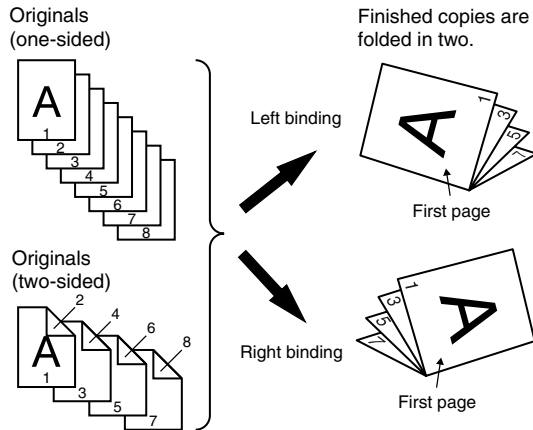 Originals
(one-sided)
A
1
2
3
4
5
6
7
8
Originals
(two-sided)
2
4
6
8
A
1
3
5
7
Left binding
Right binding
Finished copies are
folded in two.
A
1
3
5
7
First page
1
3
5
7
A
First page